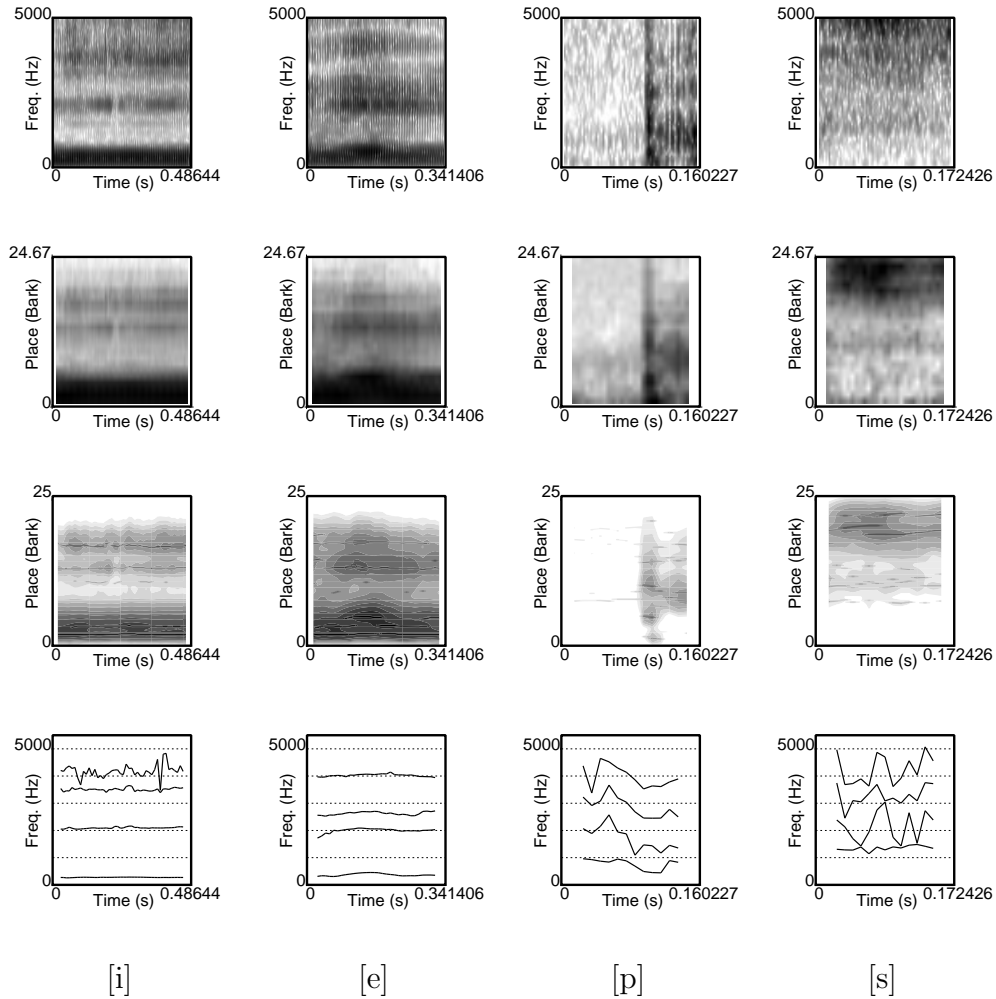 5000 5000 5000 5000
Freq. (Hz) Freq. (Hz) Freq. (Hz) Freq. (Hz)
0 0 0 0
0 0.48644 0 0.341406 0 0.160227 0 0.172426
Time (s) Time (s) Time (s) Time (s)
24.67 24.67 24.67 24.67
Place (Bark) Place (Bark) Place (Bark) Place (Bark)
0 0 0 0
0 0.48644 0 0.341406 0 0.160227 0 0.172426
Time (s) Time (s) Time (s) Time (s)
25 25 25 25
Place (Bark) Place (Bark) Place (Bark) Place (Bark)
0 0 0 0
0 0.48644 0 0.341406 0 0.160227 0 0.172426
Time (s) Time (s) Time (s) Time (s)
5000 5000 5000 5000
Freq. (Hz) Freq. (Hz) Freq. (Hz) Freq. (Hz)
0 0 0 0
0 0.48644 0 0.341406 0 0.160227 0 0.172426
Time (s) Time (s) Time (s) Time (s)
[i] [e] [p] [s]